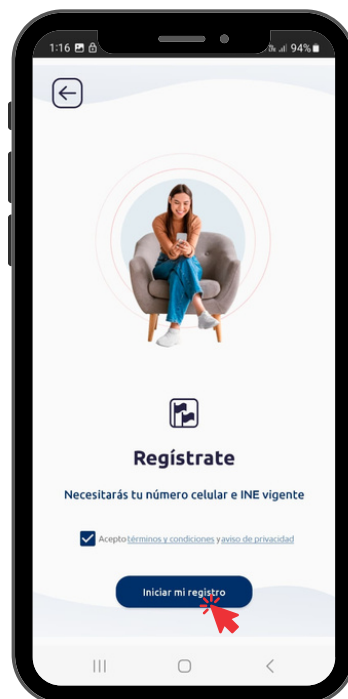 1:16 94%
Regístrate
Necesitarás tu número celular e INE vigente
Acepto términos y condiciones y aviso de privacidad
Iniciar mi registro